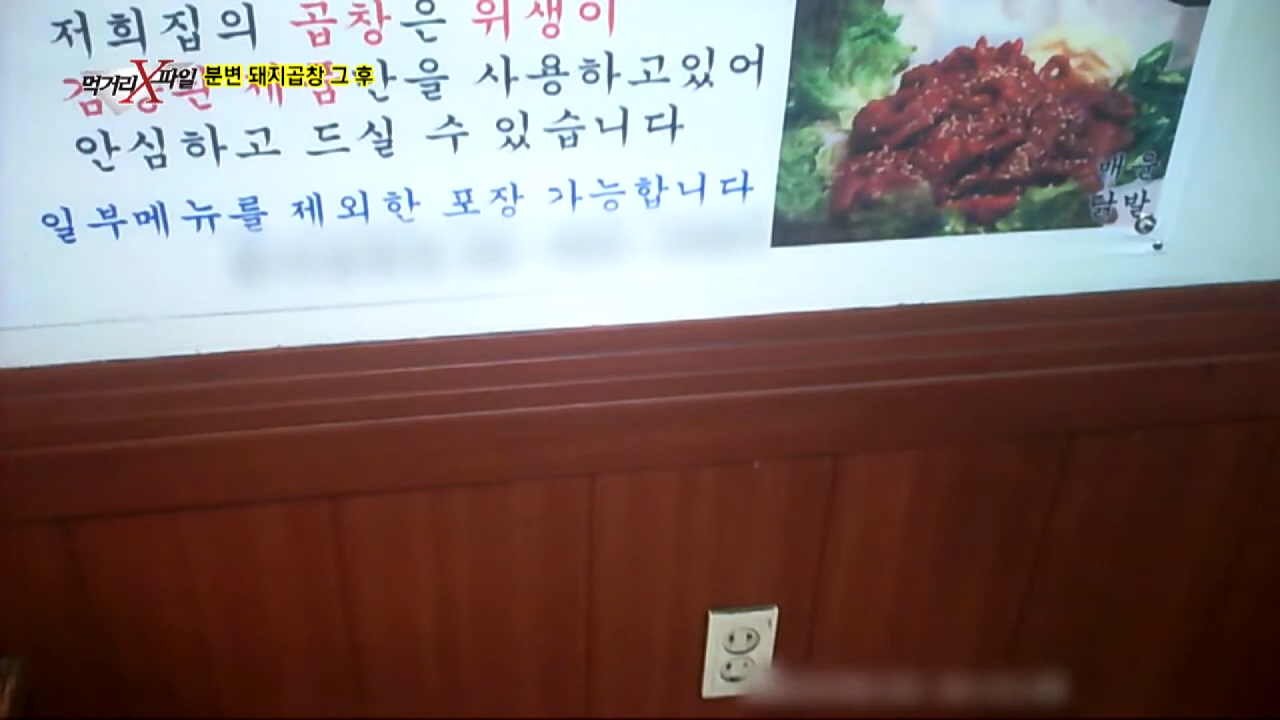 저희집의 곱창은 위생이
먹거리X파일 분변 돼지곱창 그 후
만을 사용하고있어
안심하고 드실 수 있습니다
일부메뉴를 제외한 포장 가능합니다
매운
닭발